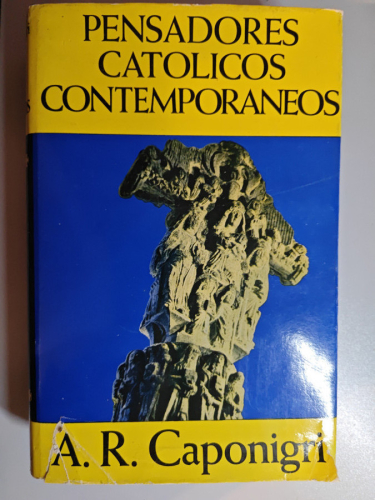 PENSADORES
CATOLICOS
CONTEMPORANEOS
A. R. Caponigri